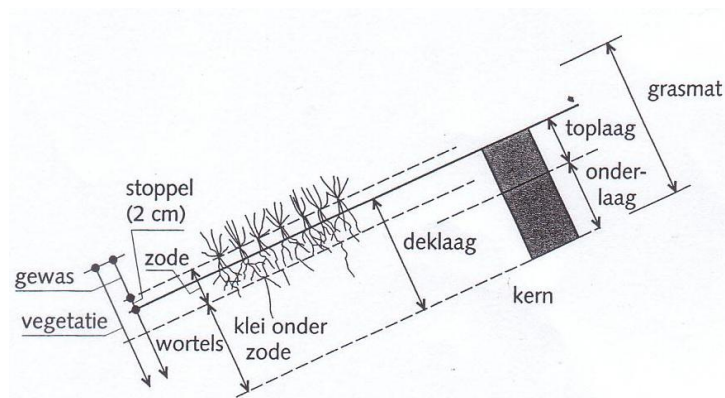 grasmat
toplaag
onder-
laag
stoppel
(2 cm)
zode
deklaag
gewas
kern
vegetatie
klei onder
zode
wortels